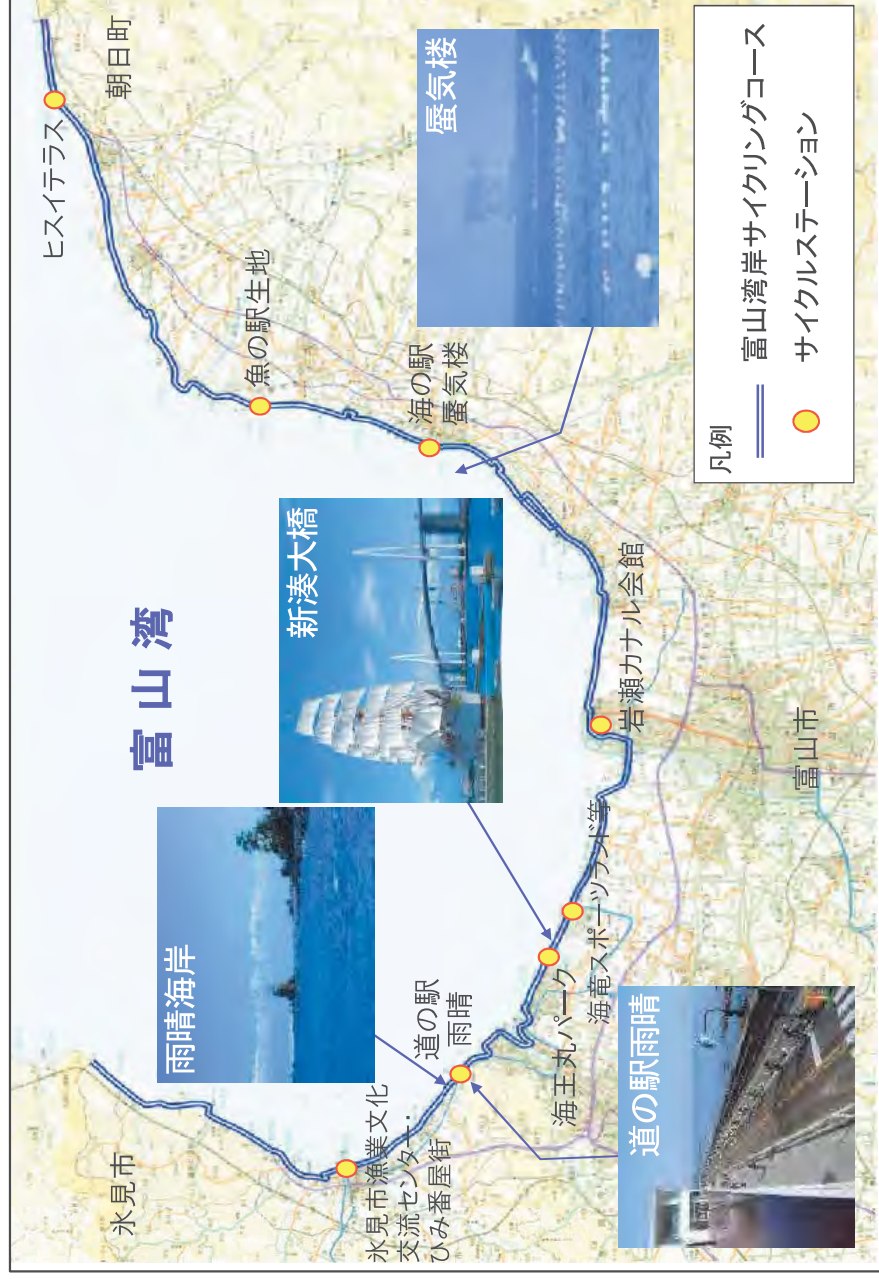 富山湾
氷見市
朝日町
富山市
ヒスイテラス
魚の駅生地
海の駅
蜃気楼
岩瀬カナル会館
海竜スポーツランド等
海王丸パーク
道の駅
雨晴
氷見市漁業文化
交流センター・
ひみ番屋街
雨晴海岸
新湊大橋
蜃気楼
道の駅雨晴
凡例
富山湾岸サイクリングコース
サイクルステーション